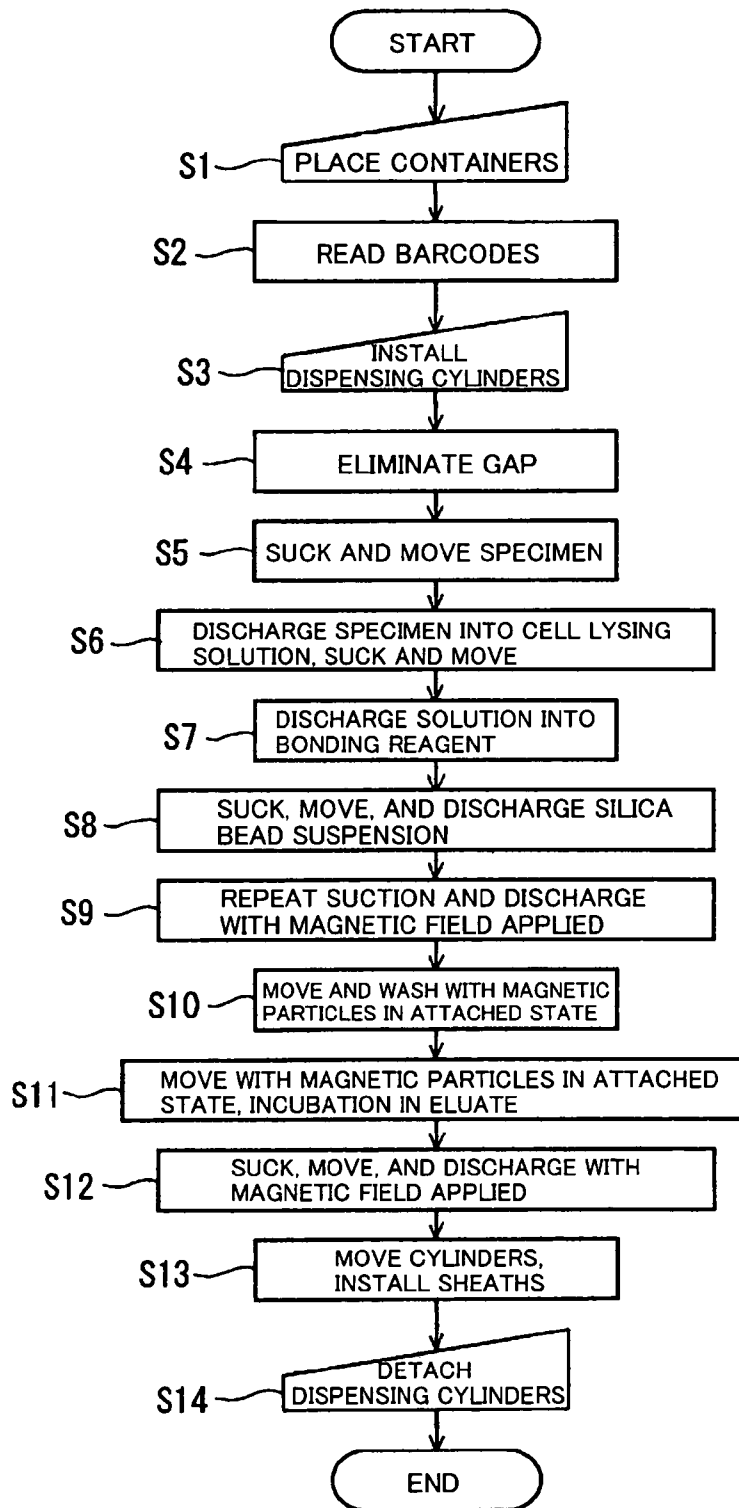 START
S1
PLACE CONTAINERS
S2
READ BARCODES
S3
INSTALL
DISPENSING CYLINDERS
S4
ELIMINATE GAP
S5
SUCK AND MOVE SPECIMEN
S6
DISCHARGE SPECIMEN INTO CELL LYSING
SOLUTION, SUCK AND MOVE
S7
DISCHARGE SOLUTION INTO
BONDING REAGENT
S8
SUCK, MOVE, AND DISCHARGE SILICA
BEAD SUSPENSION
S9
REPEAT SUCTION AND DISCHARGE
WITH MAGNETIC FIELD APPLIED
S10
MOVE AND WASH WITH MAGNETIC
PARTICLES IN ATTACHED STATE
S11
MOVE WITH MAGNETIC PARTICLES IN ATTACHED
STATE, INCUBATION IN ELUATE
S12
SUCK, MOVE, AND DISCHARGE WITH
MAGNETIC FIELD APPLIED
S13
MOVE CYLINDERS,
INSTALL SHEATHS
S14
DETACH
DISPENSING CYLINDERS
END